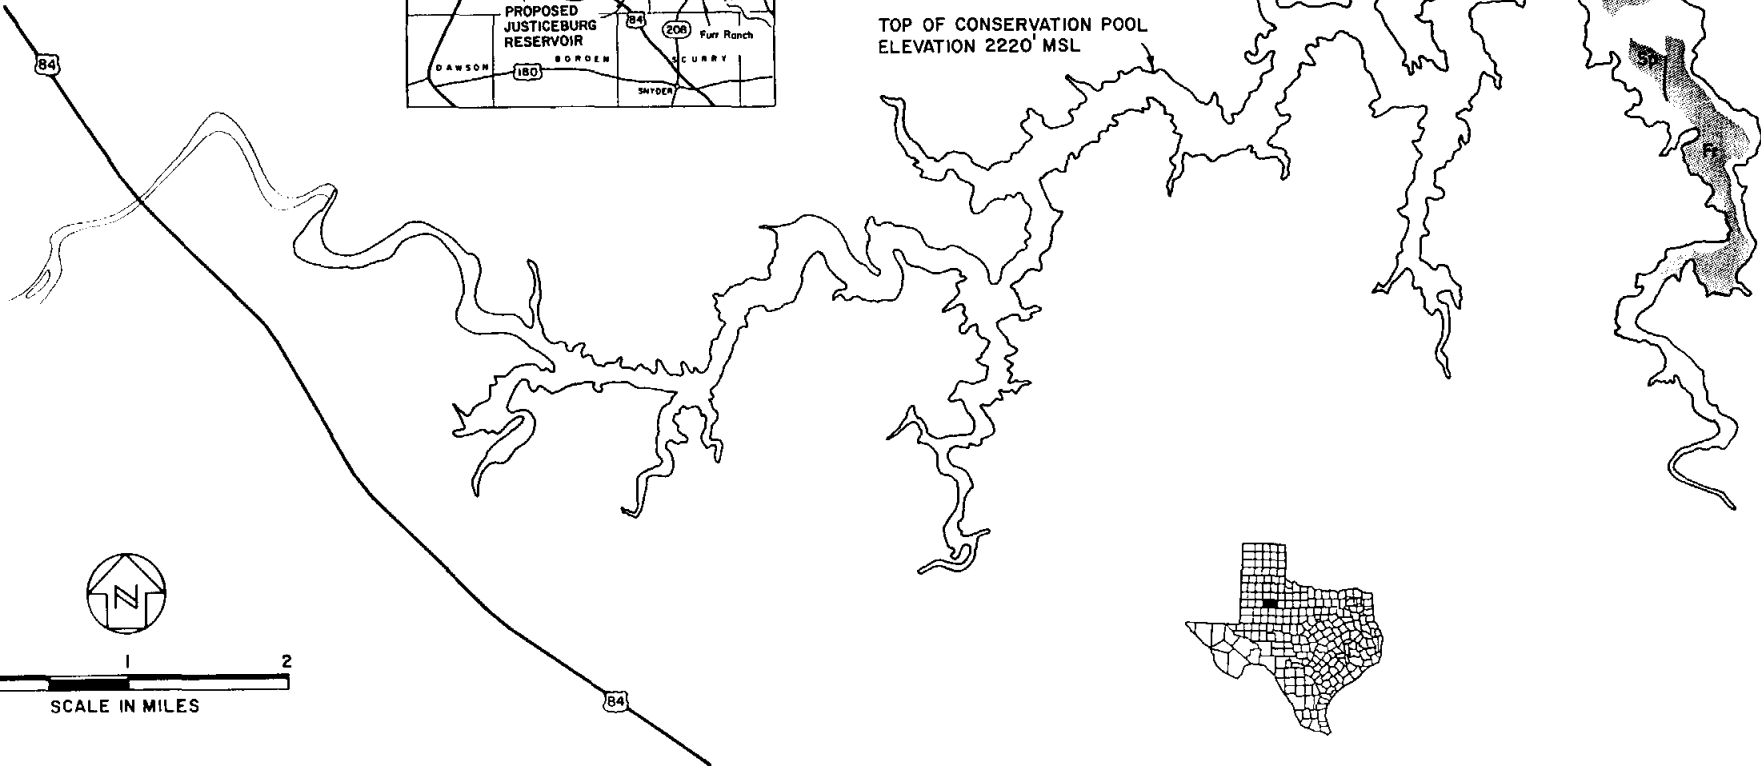 PROPOSED
JUSTICEBURG
RESERVOIR
84
208
Furr Ranch
DAWSON
BORDEN
SCURRY
180
SNYDER
TOP OF CONSERVATION POOL
ELEVATION 2220' MSL
84
Sp
Fr
N
1 2
SCALE IN MILES
84